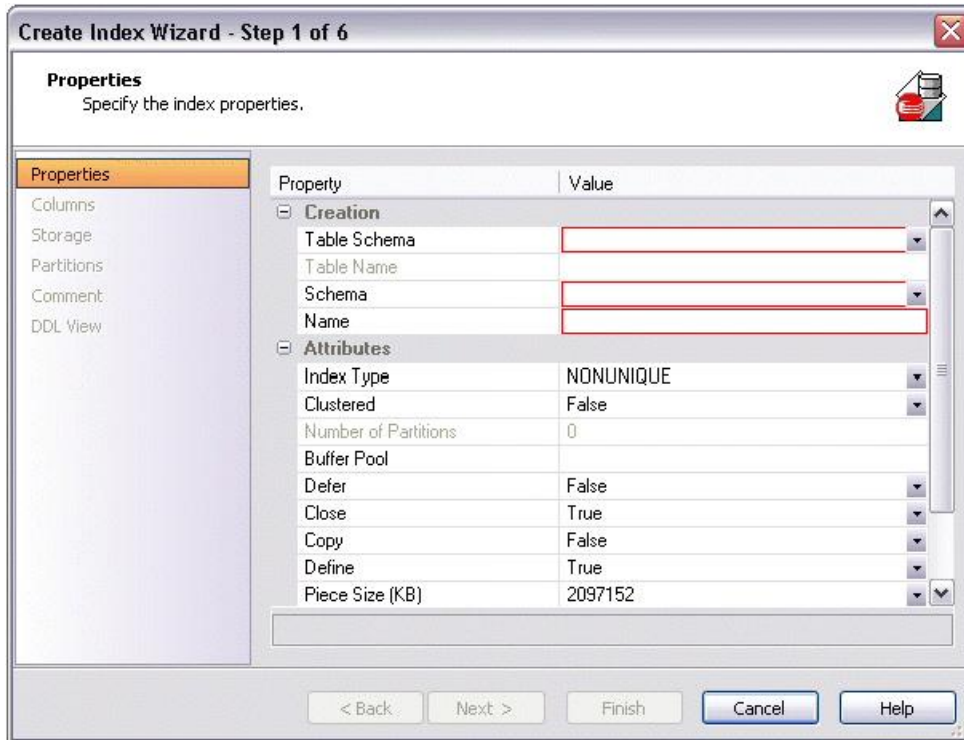 Create Index Wizard - Step 1 of 6
Properties
Specify the index properties.
Properties
Columns
Storage
Partitions
Comment
DDL View
Property Value
Creation
Table Schema
Table Name
Schema
Name
Attributes
Index Type NONUNIQUE
Clustered False
Number of Partitions 0
Buffer Pool
Defer False
Close True
Copy False
Define True
Piece Size (KB) 2097152
< Back Next > Finish Cancel Help